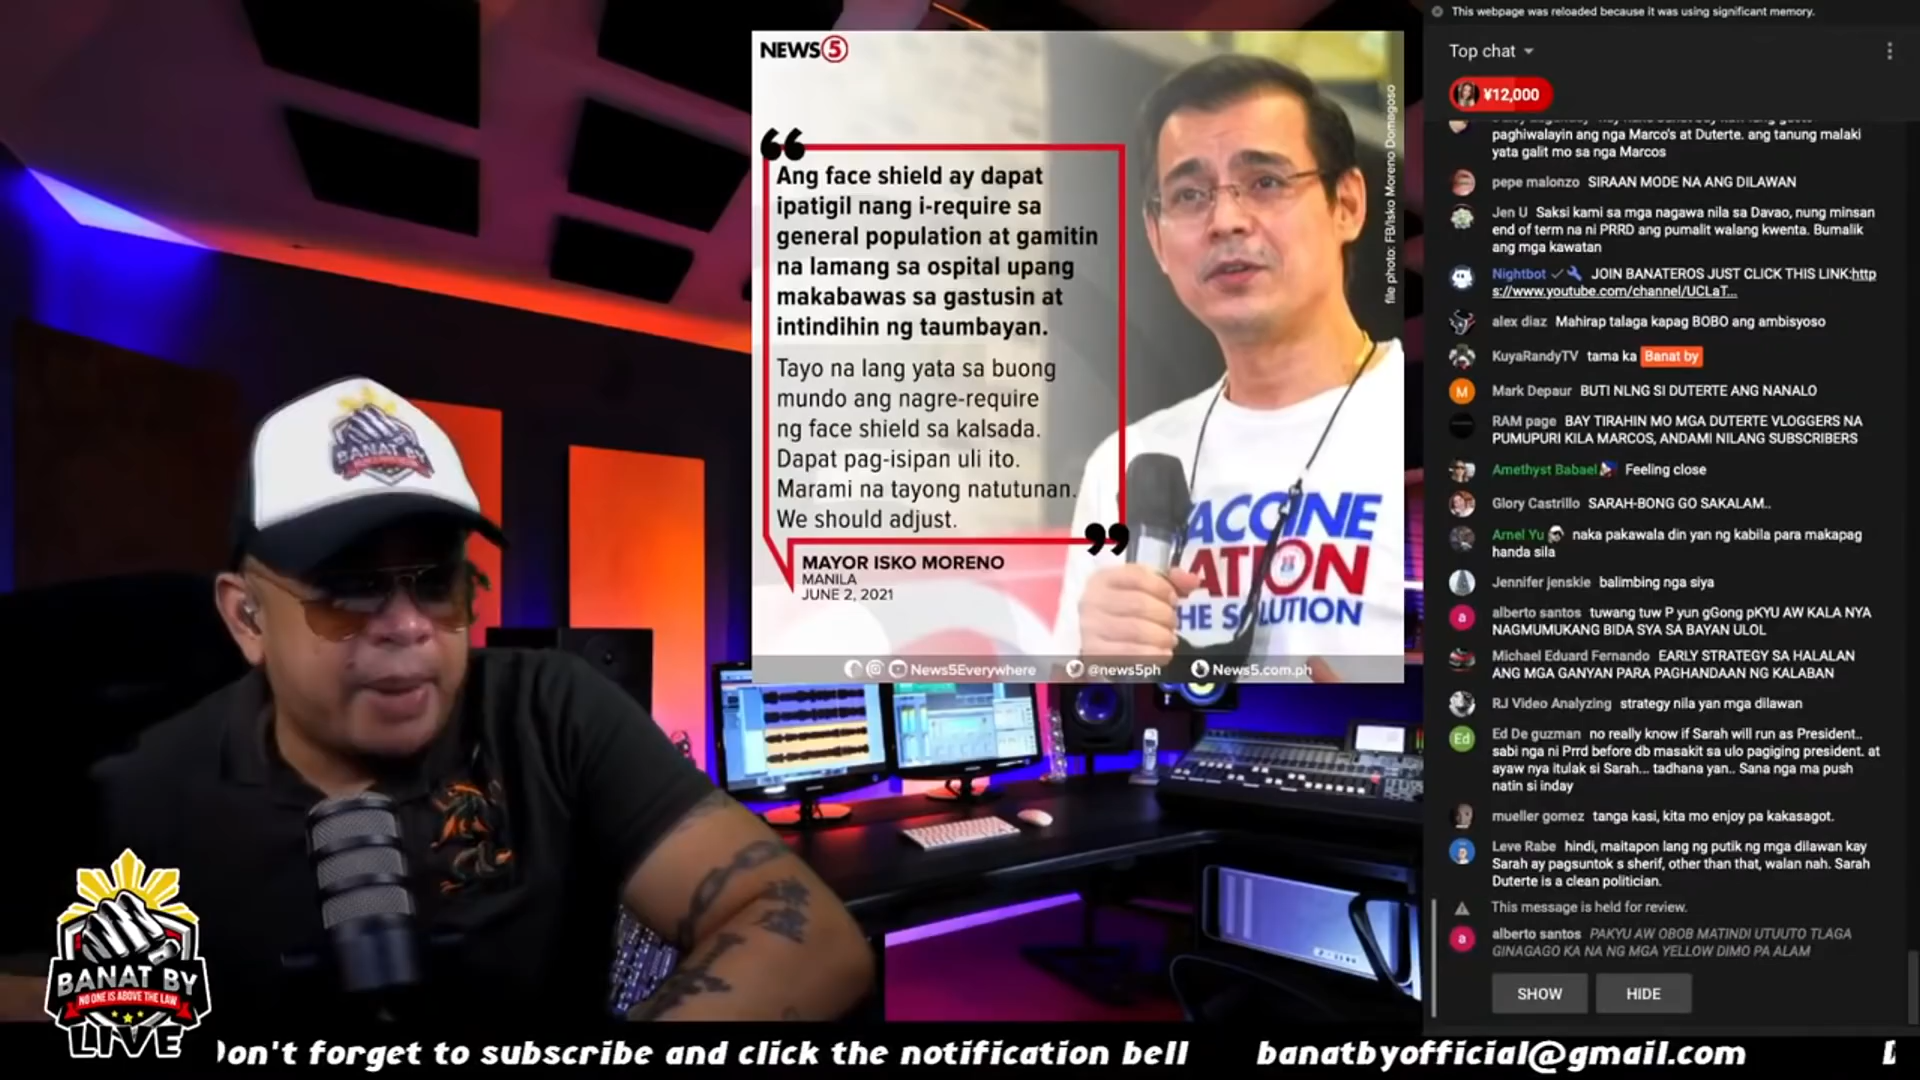 NEWS5
Ang face shield ay dapat
ipatigil nang i-require sa
general population at gamitin
na lamang sa ospital upang
makabawas sa gastusin at
intindihin ng taumbayan.
Tayo na lang yata sa buong
mundo ang nagre-require
ng face shield sa kalsada.
Dapat pag-isipan uli ito.
Marami na tayong natutunan.
We should adjust.
MAYOR ISKO MORENO
MANILA
JUNE 2, 2021
file photo: FB/Isko Moreno Domagoso
ACCINE
NATION
HE SOLUTION
News5Everywhere @news5ph News5.com.ph
BANAT BY
BANAT BY
NO ONE IS ABOVE THE LAW
LIVE
Don't forget to subscribe and click the notification bell banatbyofficial@gmail.com
This webpage was reloaded because it was using significant memory.
Top chat
¥12,000
paghiwalayin ang nga Marco's at Duterte. ang tanung malaki
yata galit mo sa nga Marcos
pepe malonzo SIRAAN MODE NA ANG DILAWAN
Jen U Saksi kami sa mga nagawa nila sa Davao, nung minsan
end of term na ni PRRD ang pumalit walang kwenta. Bumalik
ang mga kawatan
Nightbot JOIN BANATEROS JUST CLICK THIS LINK:http
s://www.youtube.com/channel/UCLaT...
alex diaz Mahirap talaga kapag BOBO ang ambisyoso
KuyaRandyTV tama ka Banat by
M Mark Depaur BUTI NLNG SI DUTERTE ANG NANALO
RAM page BAY TIRAHIN MO MGA DUTERTE VLOGGERS NA
PUMUPURI KILA MARCOS, ANDAMI NILANG SUBSCRIBERS
Amethyst Babael Feeling close
Glory Castrillo SARAH-BONG GO SAKALAM..
Arnel Yu naka pakawala din yan ng kabila para makapag
handa sila
Jennifer jenskie balimbing nga siya
a alberto santos tuwang tuw P yun gGong pKYU AW KALA NYA
NAGMUMUKANG BIDA SYA SA BAYAN ULOL
Michael Eduard Fernando EARLY STRATEGY SA HALALAN
ANG MGA GANYAN PARA PAGHANDAAN NG KALABAN
RJ Video Analyzing strategy nila yan mga dilawan
Ed Ed De guzman no really know if Sarah will run as President..
sabi nga ni Prrd before db masakit sa ulo pagiging president. at
ayaw nya itulak si Sarah... tadhana yan.. Sana nga ma push
natin si inday
mueller gomez tanga kasi, kita mo enjoy pa kakasagot.
Leve Rabe hindi, maitapon lang ng putik ng mga dilawan kay
Sarah ay pagsuntok s sherif, other than that, walan nah. Sarah
Duterte is a clean politician.
This message is held for review.
a alberto santos PAKYU AW OBOB MATINDI UTUUTO TLAGA
GINAGAGO KA NA NG MGA YELLOW DIMO PA ALAM
SHOW HIDE